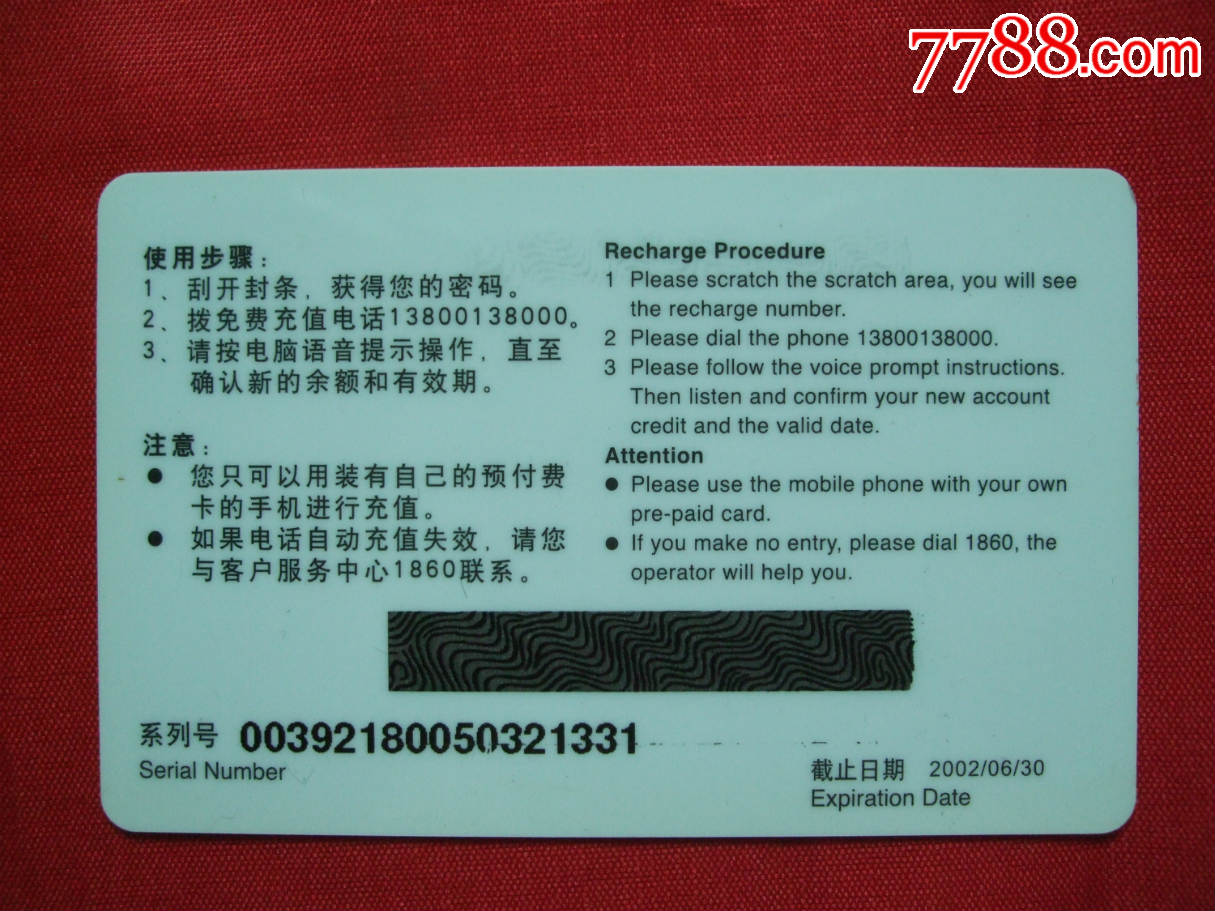 7788.com
使用步骤：
1、刮开封条，获得您的密码。
2、拨免费充值电话13800138000。
3、请按电脑语音提示操作，直至
确认新的余额和有效期。
注意：
● 您只可以用装有自己的预付费
卡的手机进行充值。
● 如果电话自动充值失效，请您
与客户服务中心1860联系。
Recharge Procedure
1 Please scratch the scratch area, you will see
the recharge number.
2 Please dial the phone 13800138000.
3 Please follow the voice prompt instructions.
Then listen and confirm your new account
credit and the valid date.
Attention
● Please use the mobile phone with your own
pre-paid card.
● If you make no entry, please dial 1860, the
operator will help you.
系列号 00392180050321331
Serial Number
截止日期 2002/06/30
Expiration Date